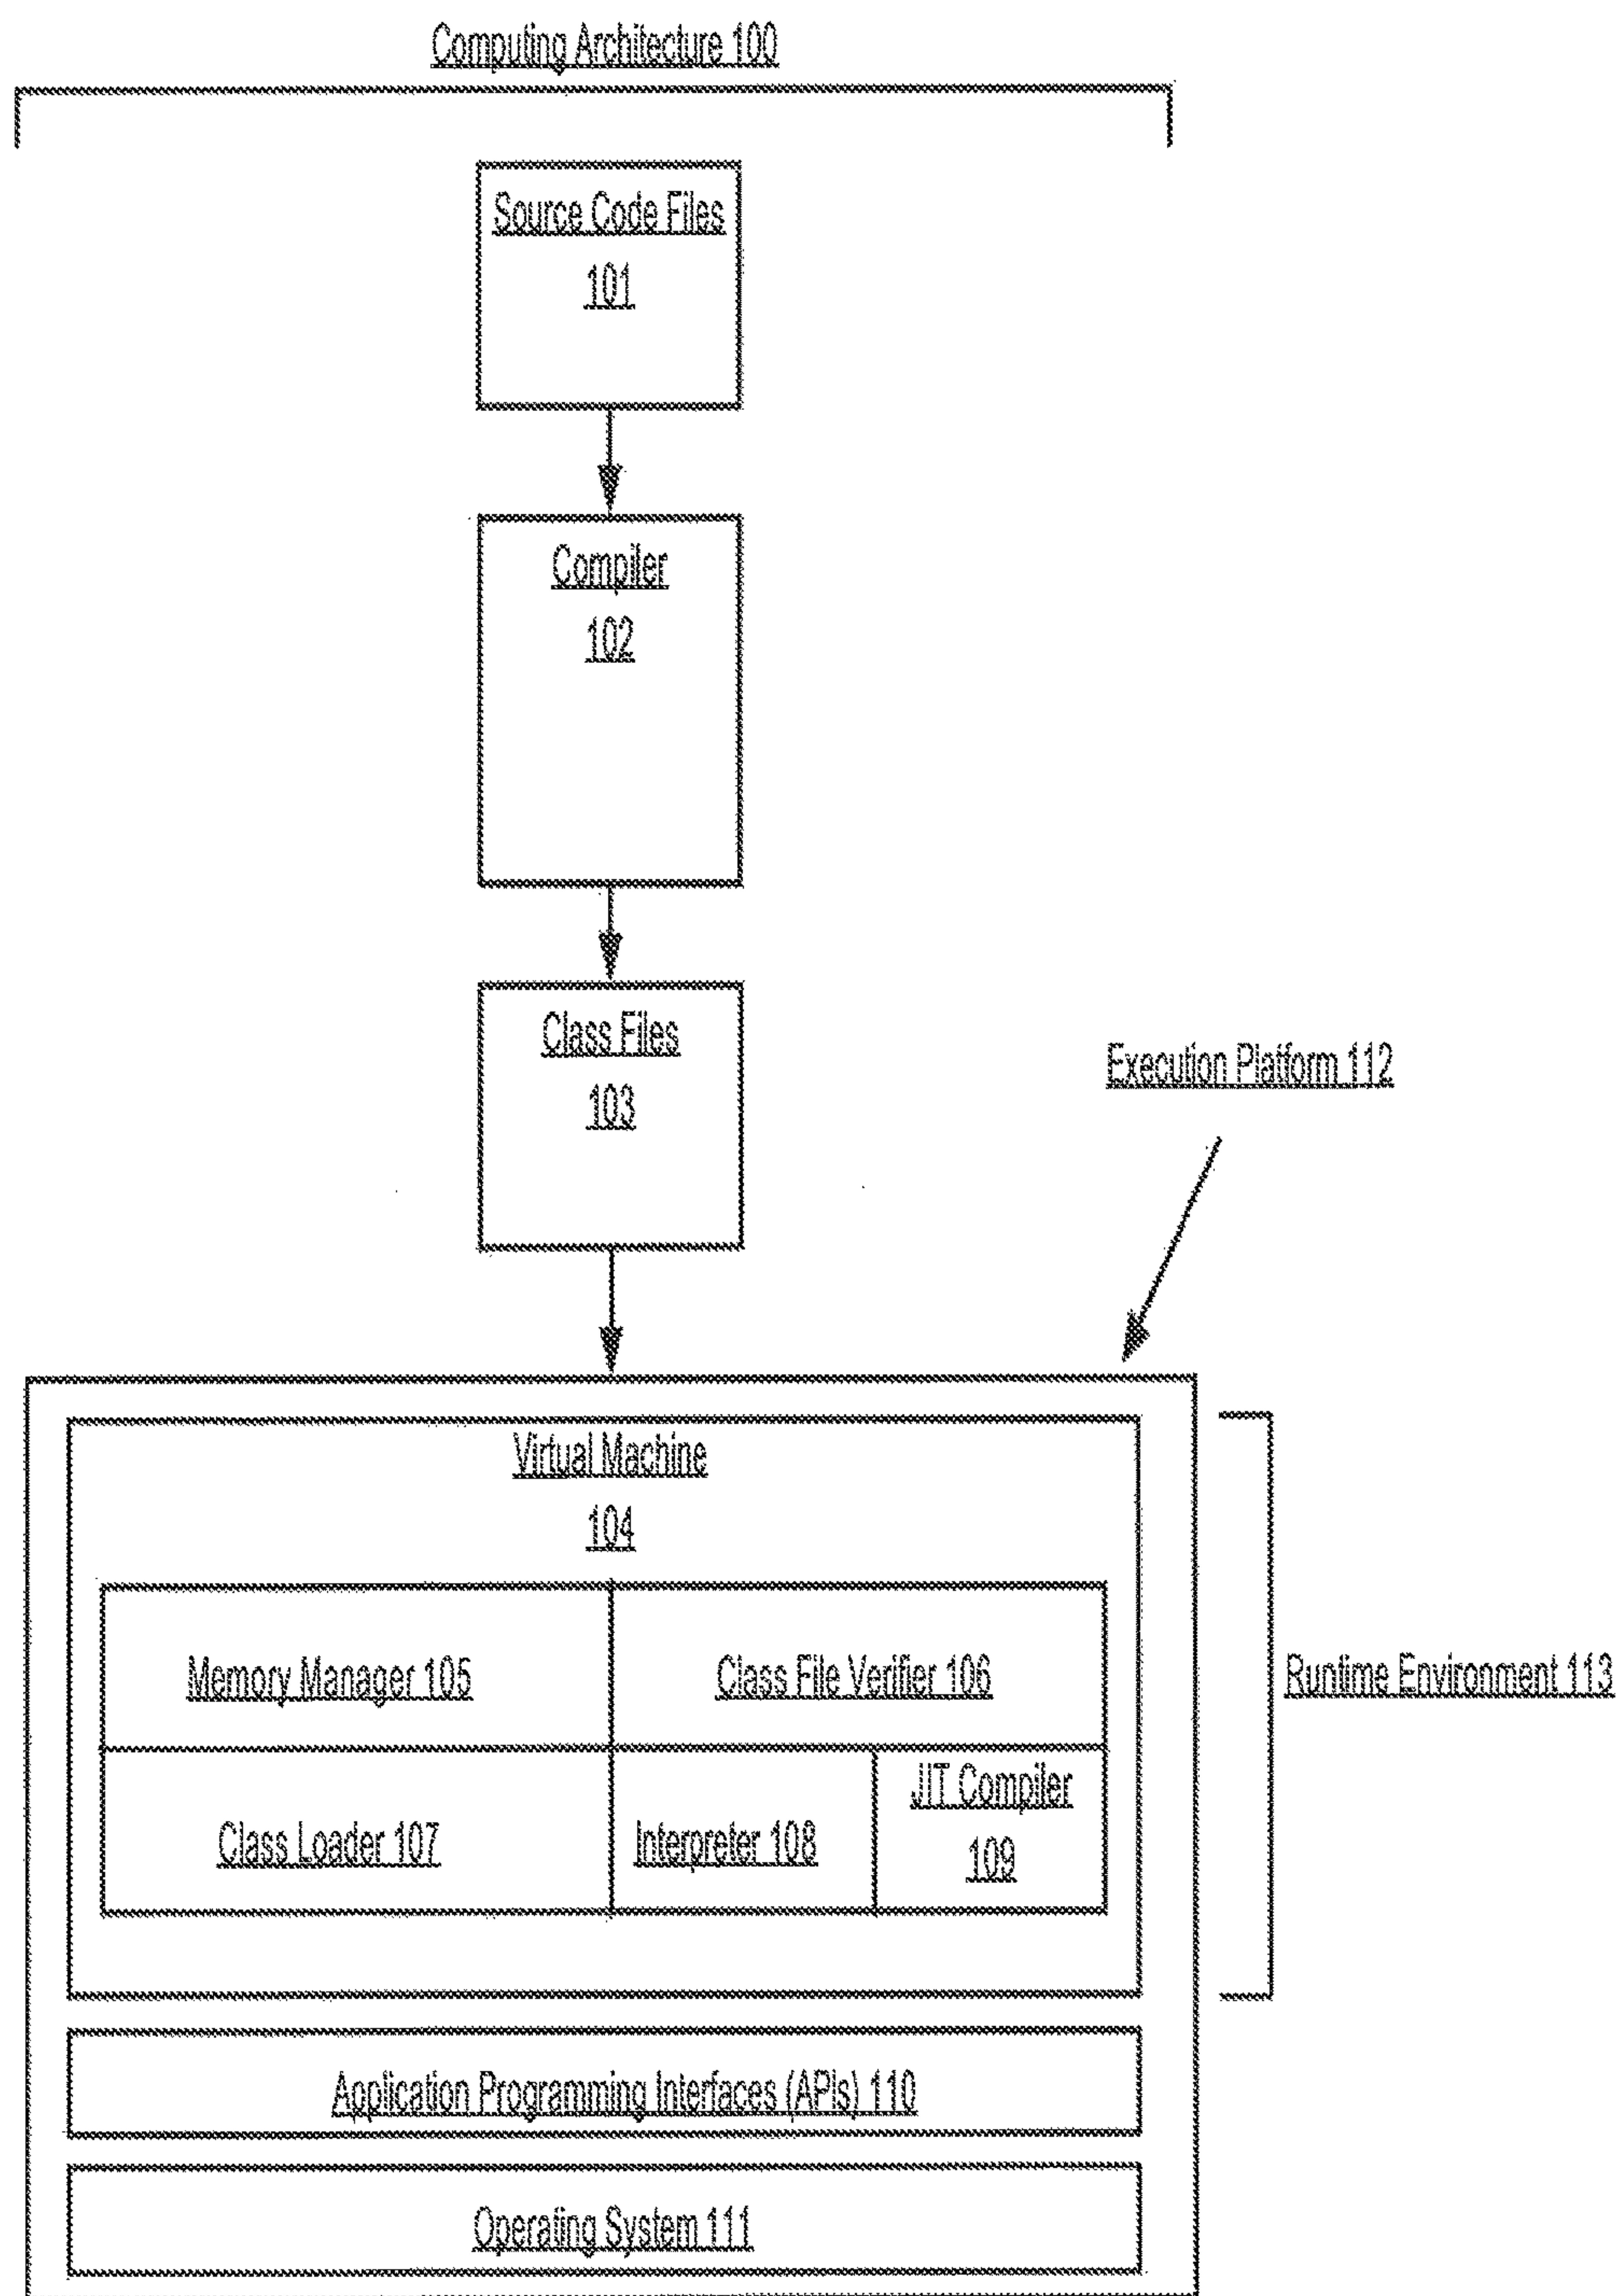 Computing Architecture 100
Source Code Files
101
Compiler
102
Class Files
103
Execution Platform 112
Virtual Machine
104
Memory Manager 105
Class File Verifier 106
Runtime Environment 113
Class Loader 107
Interpreter 108
JIT Compiler
109
Application Programming Interfaces (APIs) 110
Operating System 111